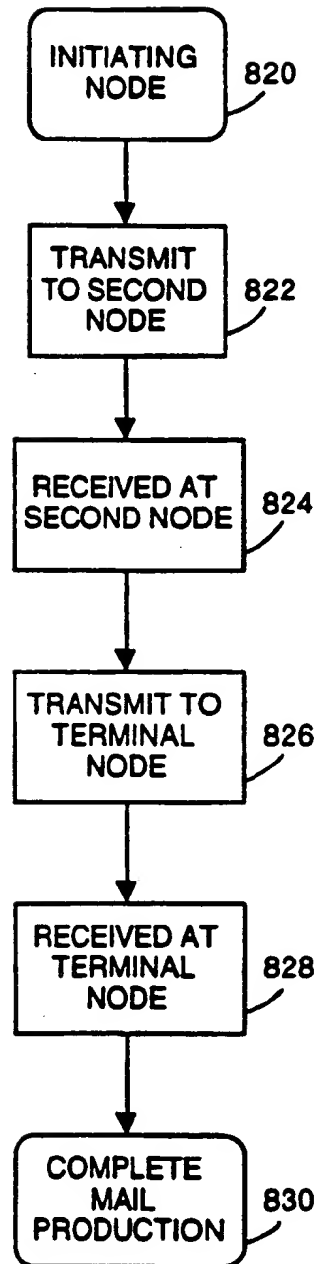 INITIATING
NODE
820
TRANSMIT
TO SECOND
NODE
822
RECEIVED AT
SECOND NODE
824
TRANSMIT TO
TERMINAL
NODE
826
RECEIVED AT
TERMINAL
NODE
828
COMPLETE
MAIL
PRODUCTION
830